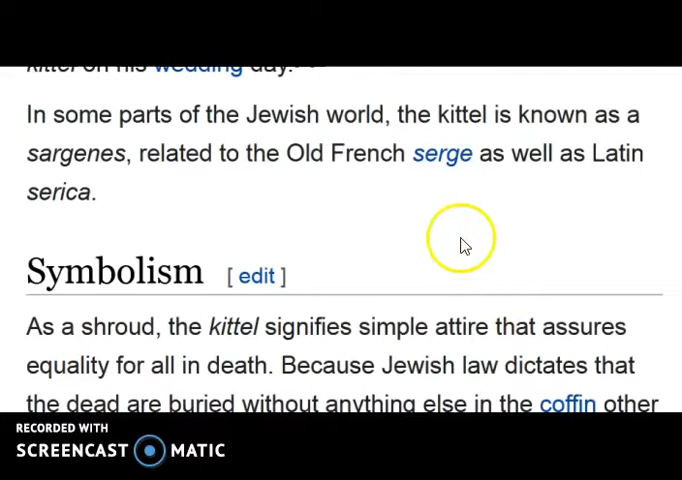 kittel on his wedding day.
In some parts of the Jewish world, the kittel is known as a
sargenes, related to the Old French serge as well as Latin
serica.
Symbolism [ edit ]
As a shroud, the kittel signifies simple attire that assures
equality for all in death. Because Jewish law dictates that
the dead are buried without anything else in the coffin other
RECORDED WITH
SCREENCAST MATIC